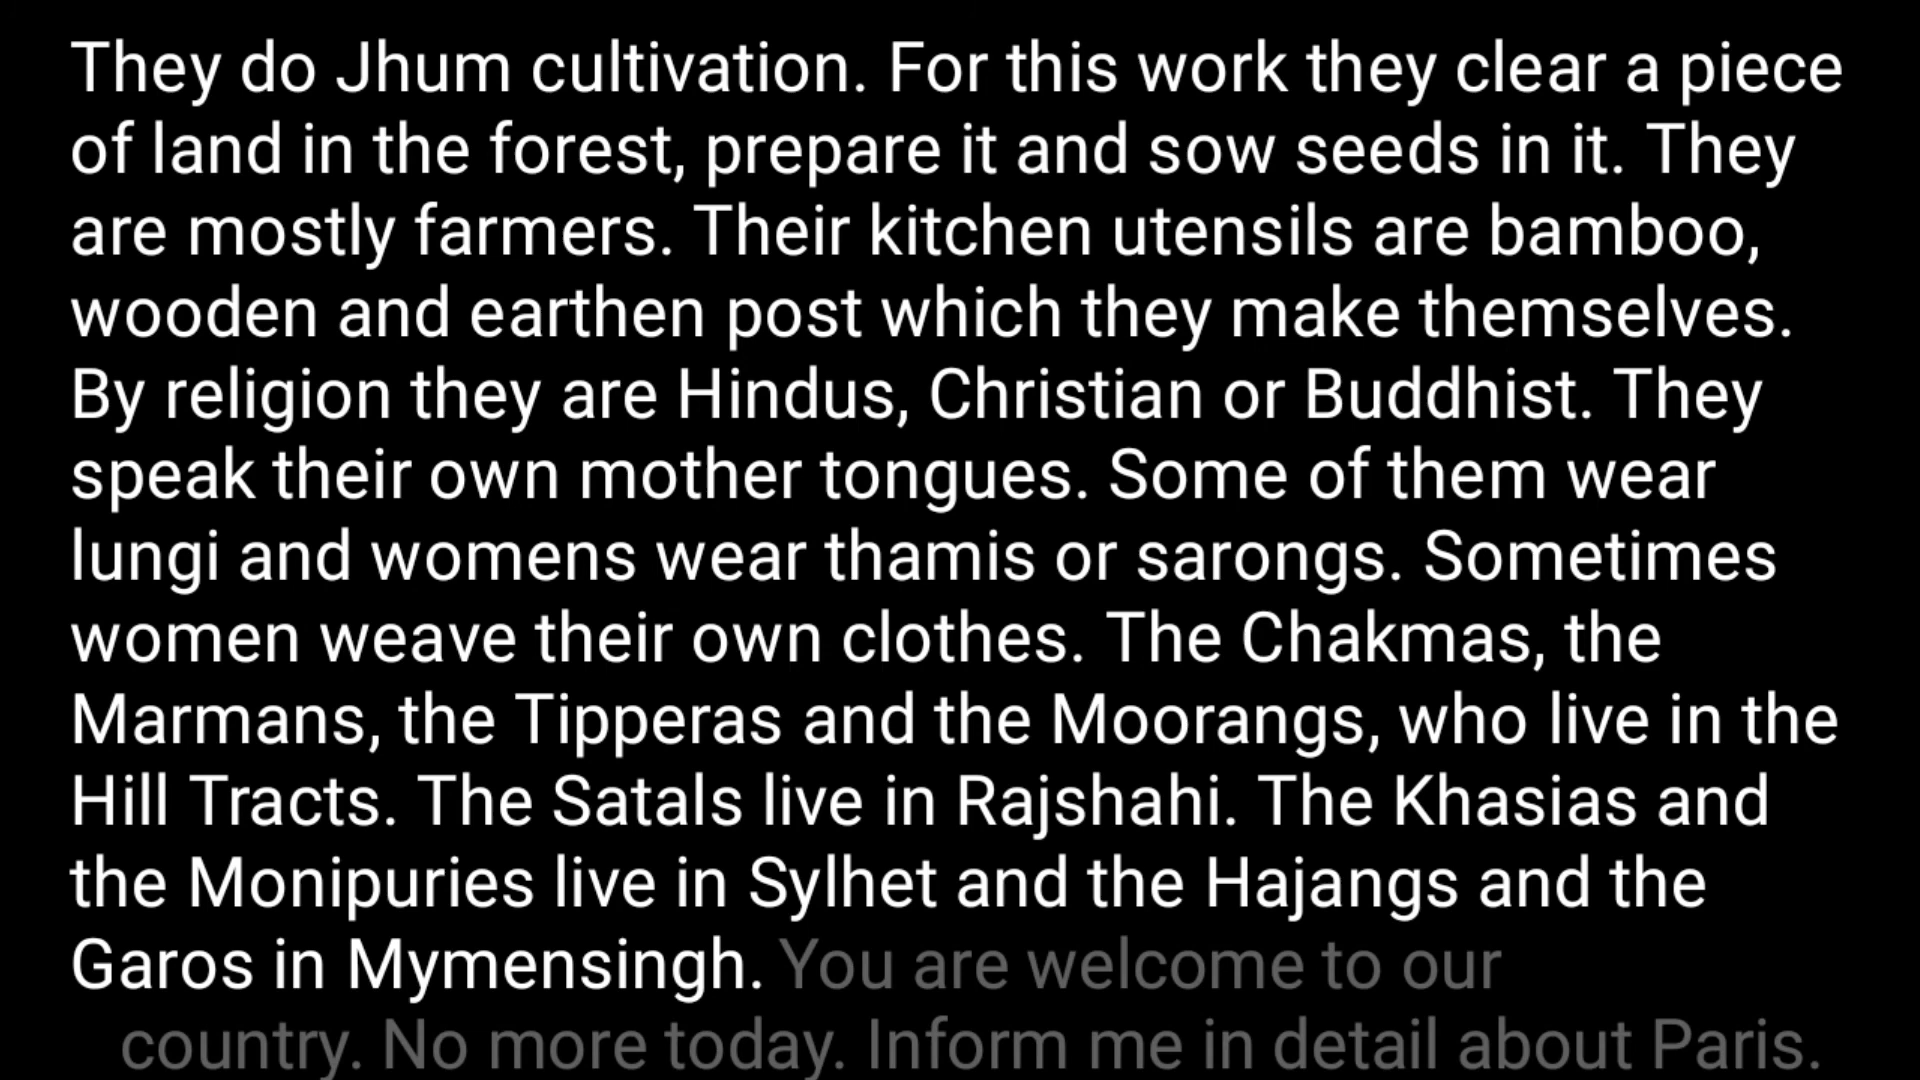 They do Jhum cultivation. For this work they clear a piece
of land in the forest, prepare it and sow seeds in it. They
are mostly farmers. Their kitchen utensils are bamboo,
wooden and earthen post which they make themselves.
By religion they are Hindus, Christian or Buddhist. They
speak their own mother tongues. Some of them wear
lungi and womens wear thamis or sarongs. Sometimes
women weave their own clothes. The Chakmas, the
Marmans, the Tipperas and the Moorangs, who live in the
Hill Tracts. The Satals live in Rajshahi. The Khasias and
the Monipuries live in Sylhet and the Hajangs and the
Garos in Mymensingh. You are welcome to our
country. No more today. Inform me in detail about Paris.